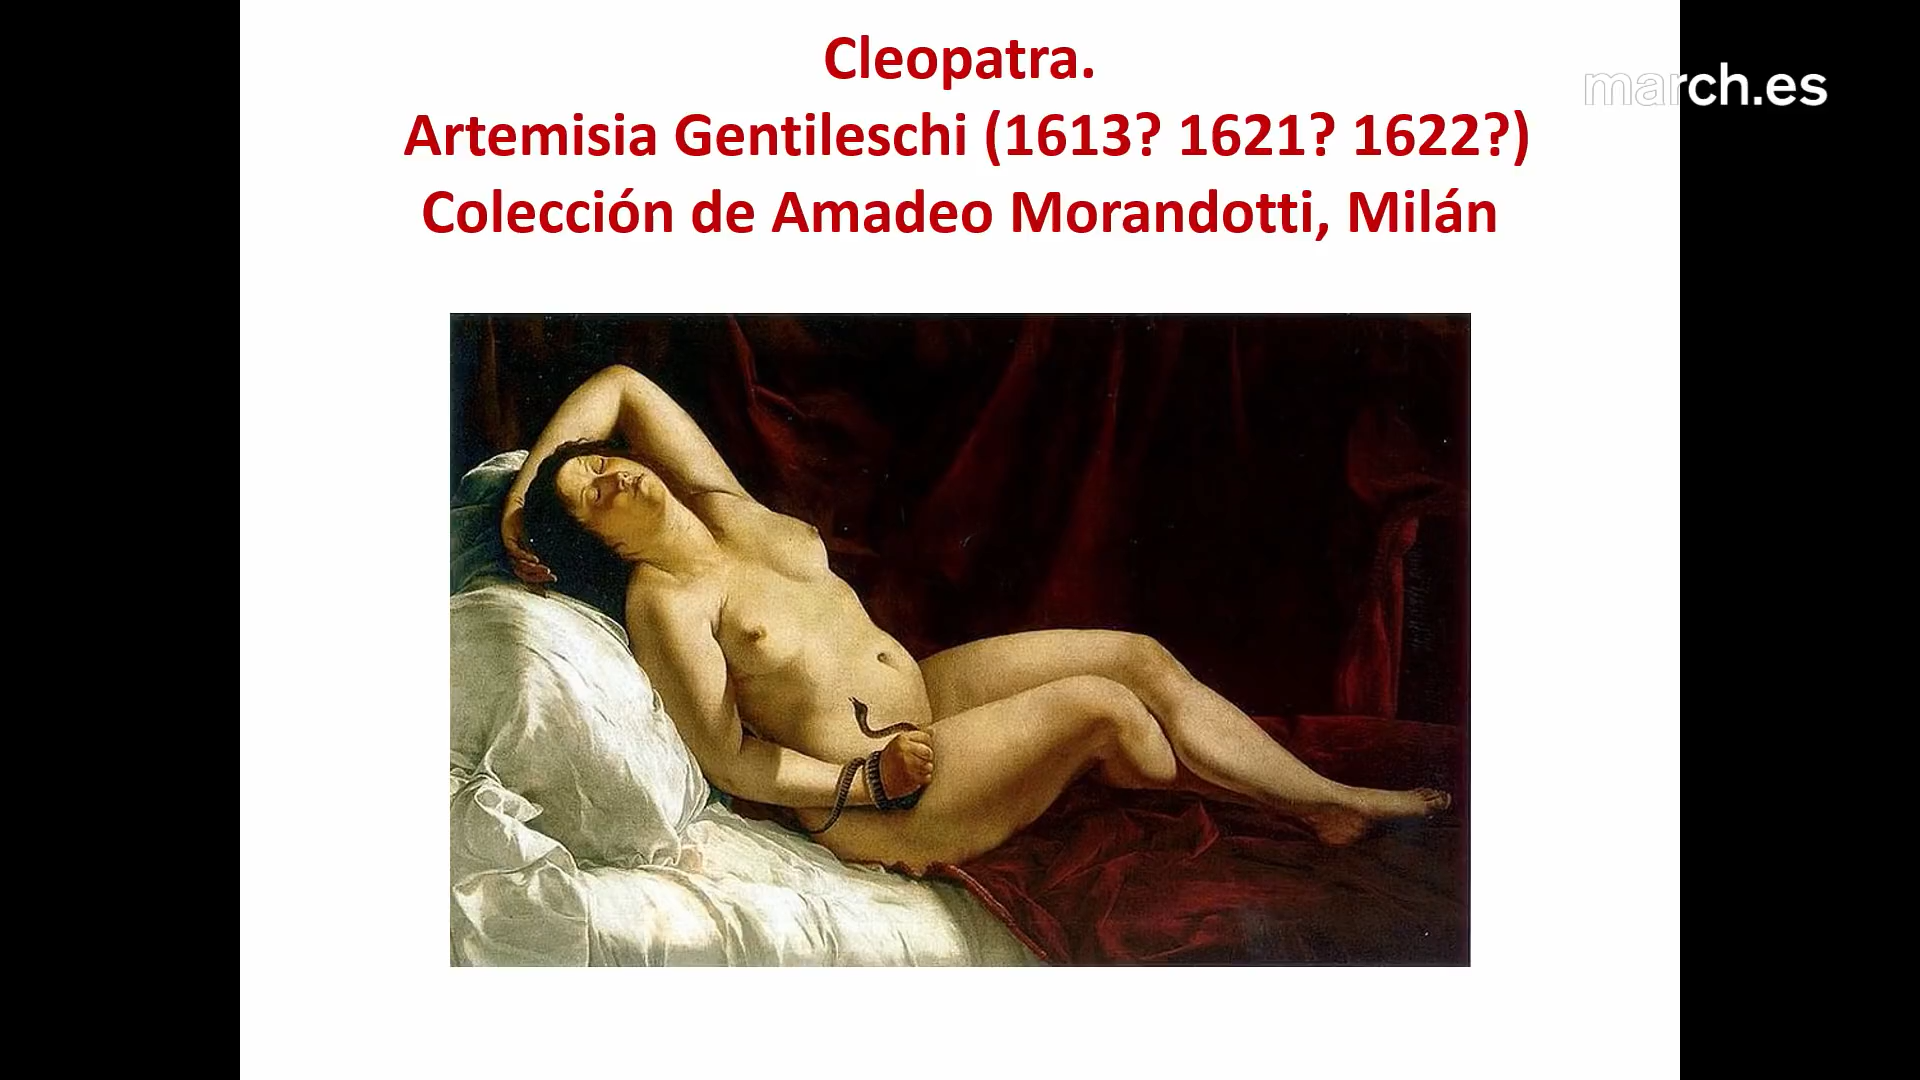 Cleopatra.
march.es
Artemisia Gentileschi (1613? 1621? 1622?)
Colección de Amadeo Morandotti, Milán